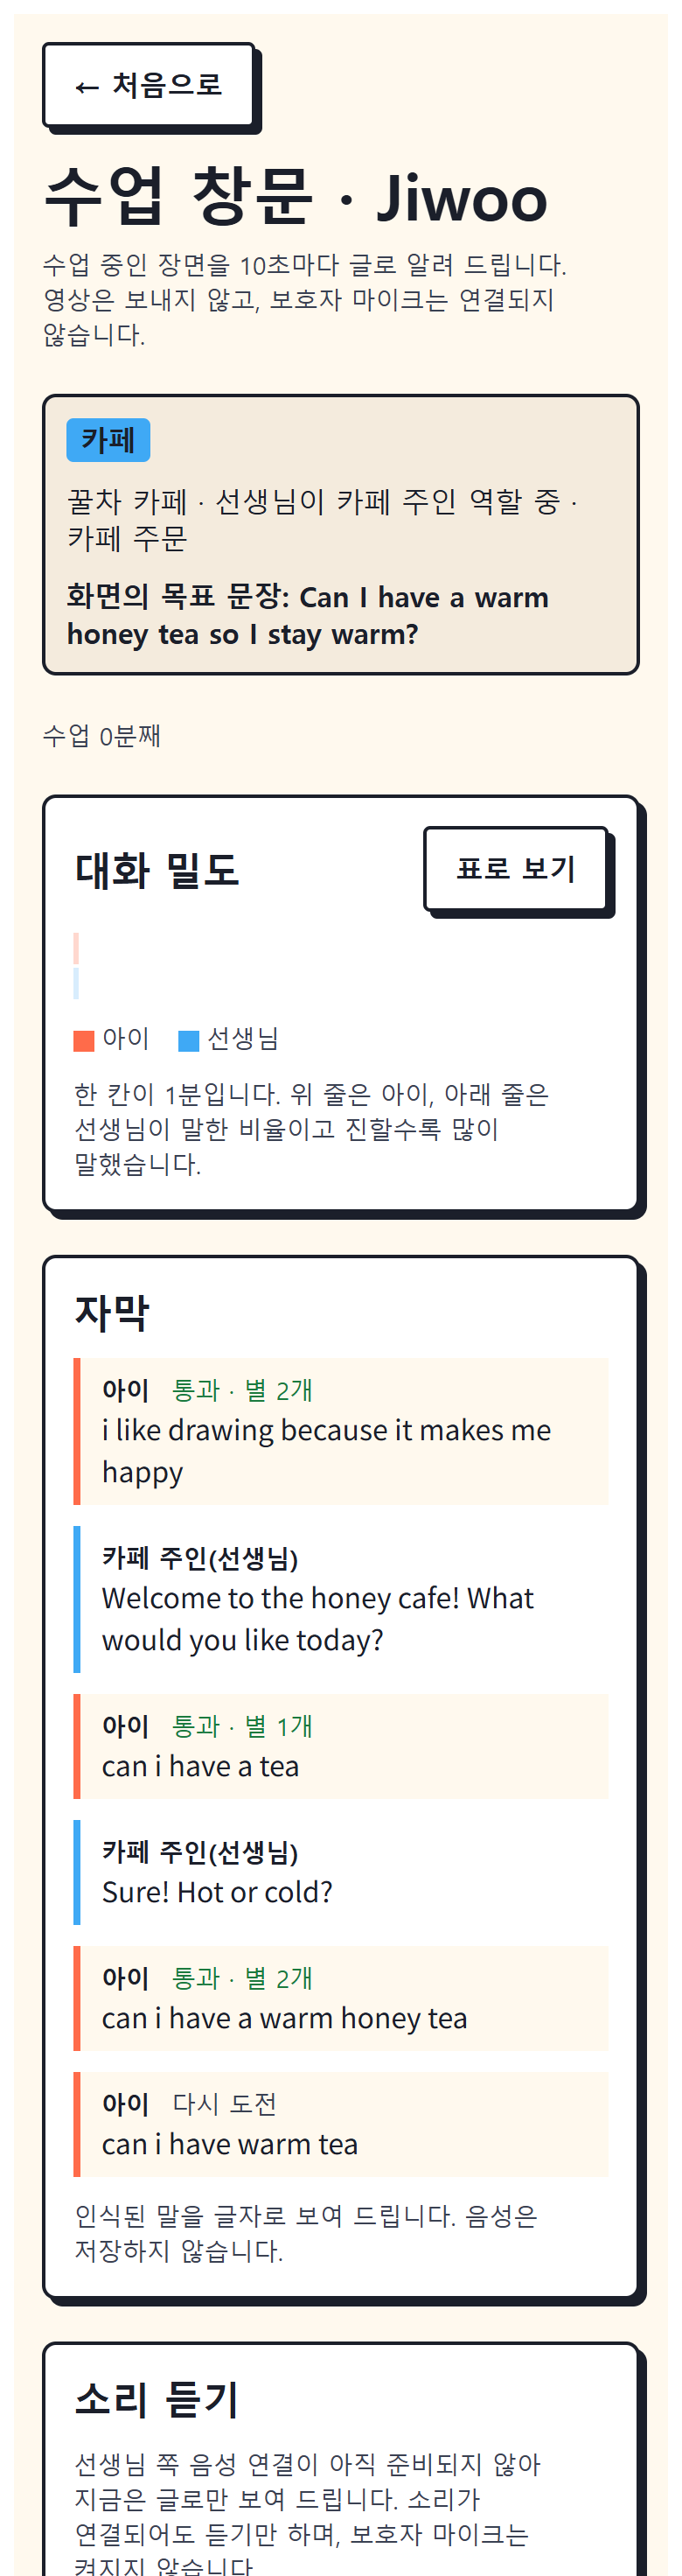 ← 처음으로
수업 창문 · Jiwoo
수업 중인 장면을 10초마다 글로 알려 드립니다.
영상은 보내지 않고, 보호자 마이크는 연결되지
않습니다.
카페
꿀차 카페 · 선생님이 카페 주인 역할 중 ·
카페 주문
화면의 목표 문장: Can I have a warm
honey tea so I stay warm?
수업 0분째
대화 밀도
표로 보기
아이 선생님
한 칸이 1분입니다. 위 줄은 아이, 아래 줄은
선생님이 말한 비율이고 진할수록 많이
말했습니다.
자막
아이 통과 · 별 2개
i like drawing because it makes me
happy
카페 주인(선생님)
Welcome to the honey cafe! What
would you like today?
아이 통과 · 별 1개
can i have a tea
카페 주인(선생님)
Sure! Hot or cold?
아이 통과 · 별 2개
can i have a warm honey tea
아이 다시 도전
can i have warm tea
인식된 말을 글자로 보여 드립니다. 음성은
저장하지 않습니다.
소리 듣기
선생님 쪽 음성 연결이 아직 준비되지 않아
지금은 글로만 보여 드립니다. 소리가
연결되어도 듣기만 하며, 보호자 마이크는
켜지지 않습니다